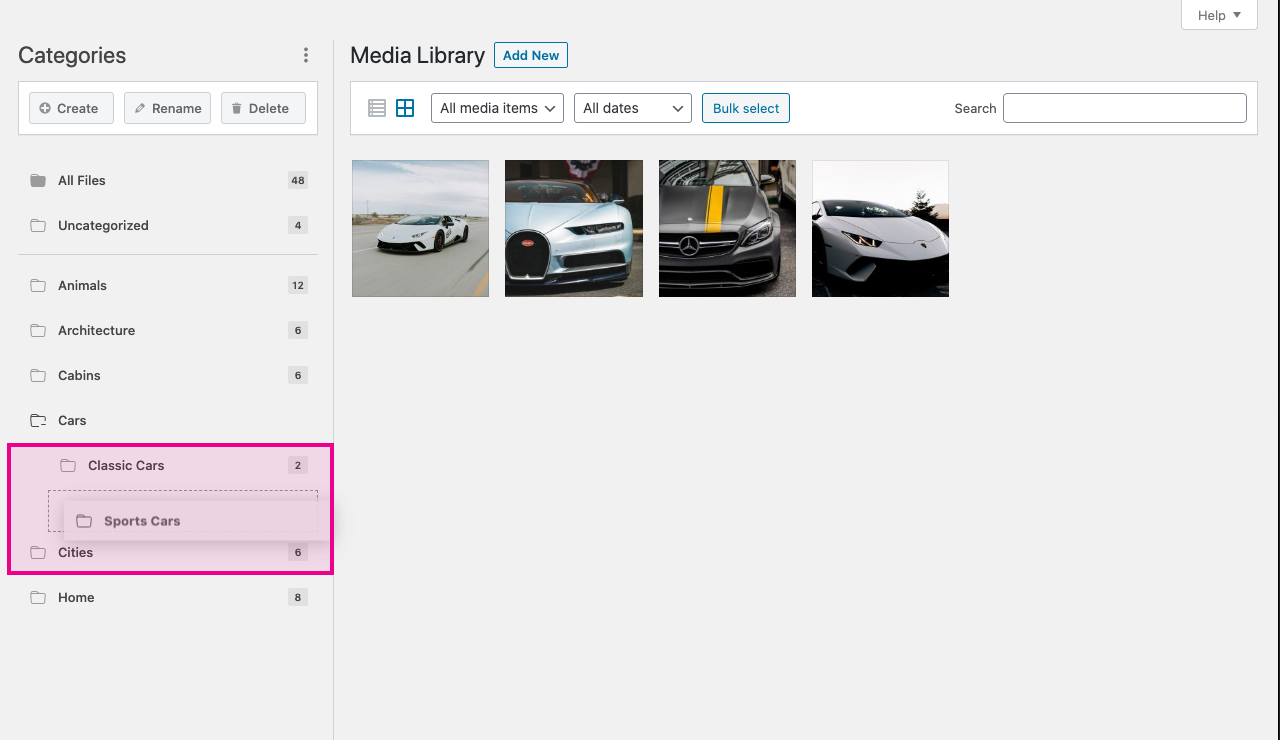 Help
Categories
Media Library
Add New
Create
Rename
Delete
All media items
All dates
Bulk select
Search
All Files 48
Uncategorized 4
Animals 12
Architecture 6
Cabins 6
Cars
Classic Cars 2
Sports Cars
Cities 6
Home 8